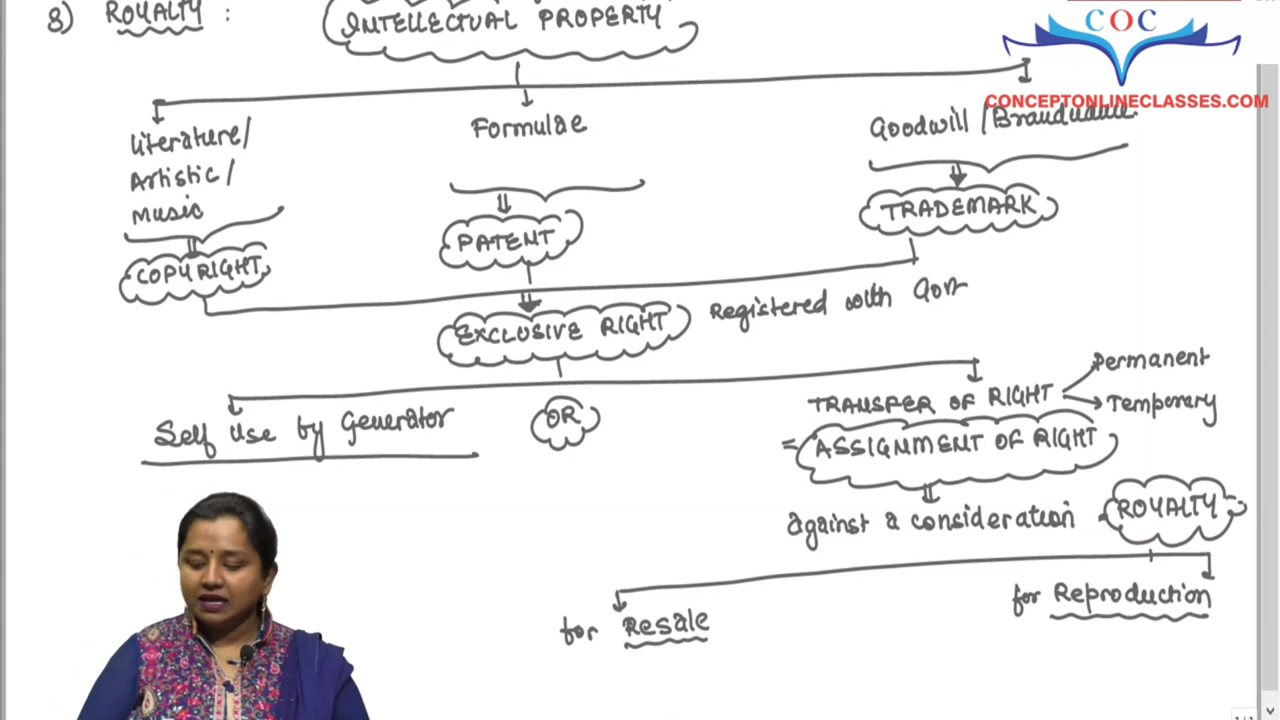 8) ROYALTY :
INTELLECTUAL PROPERTY
COC
CONCEPTONLINECLASSES.COM
Literature/
Artistic/
Music
Formulae
Goodwill / Brandname
COPYRIGHT
PATENT
TRADEMARK
EXCLUSIVE RIGHT Registered with Govt
Self Use by Generator
OR
TRANSFER OF RIGHT
Permanent
Temporary
= ASSIGNMENT OF RIGHT
against a consideration ROYALTY
for Resale
for Reproduction
1/1